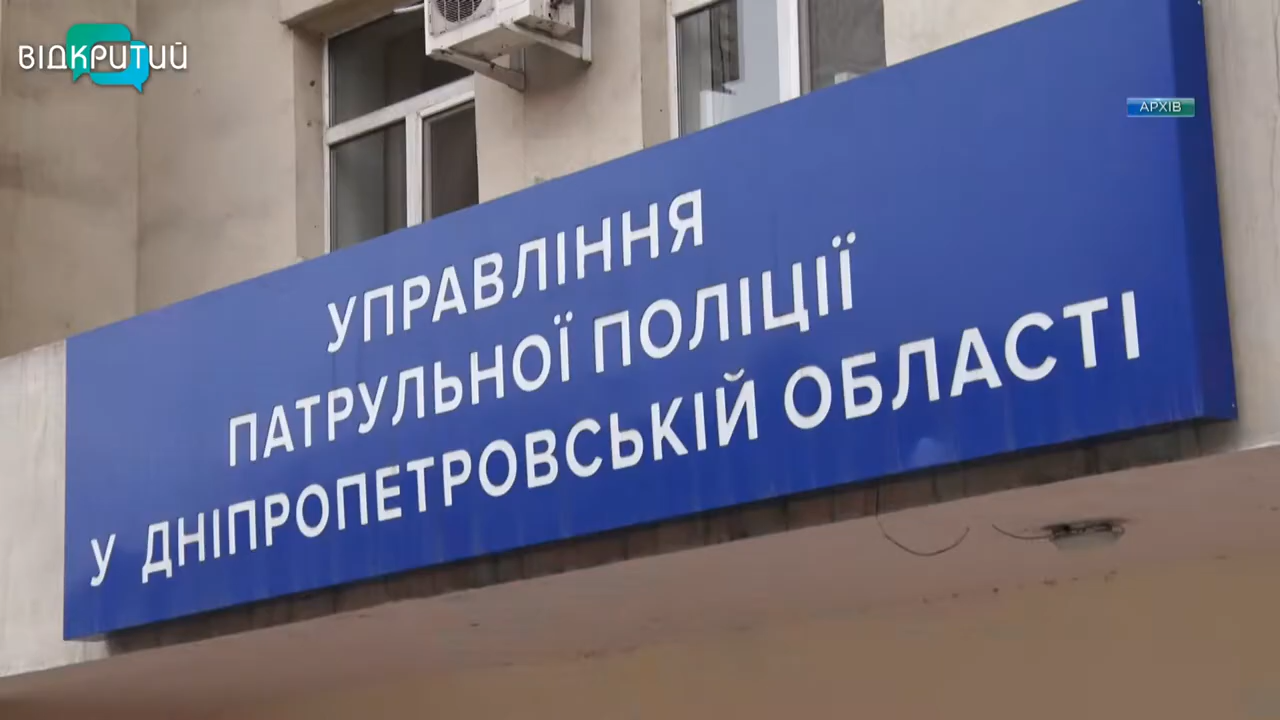 ВІДКРИТИЙ
АРХІВ
УПРАВЛІННЯ
ПАТРУЛЬНОЇ ПОЛІЦІЇ
У ДНІПРОПЕТРОВСЬКІЙ ОБЛАСТІ